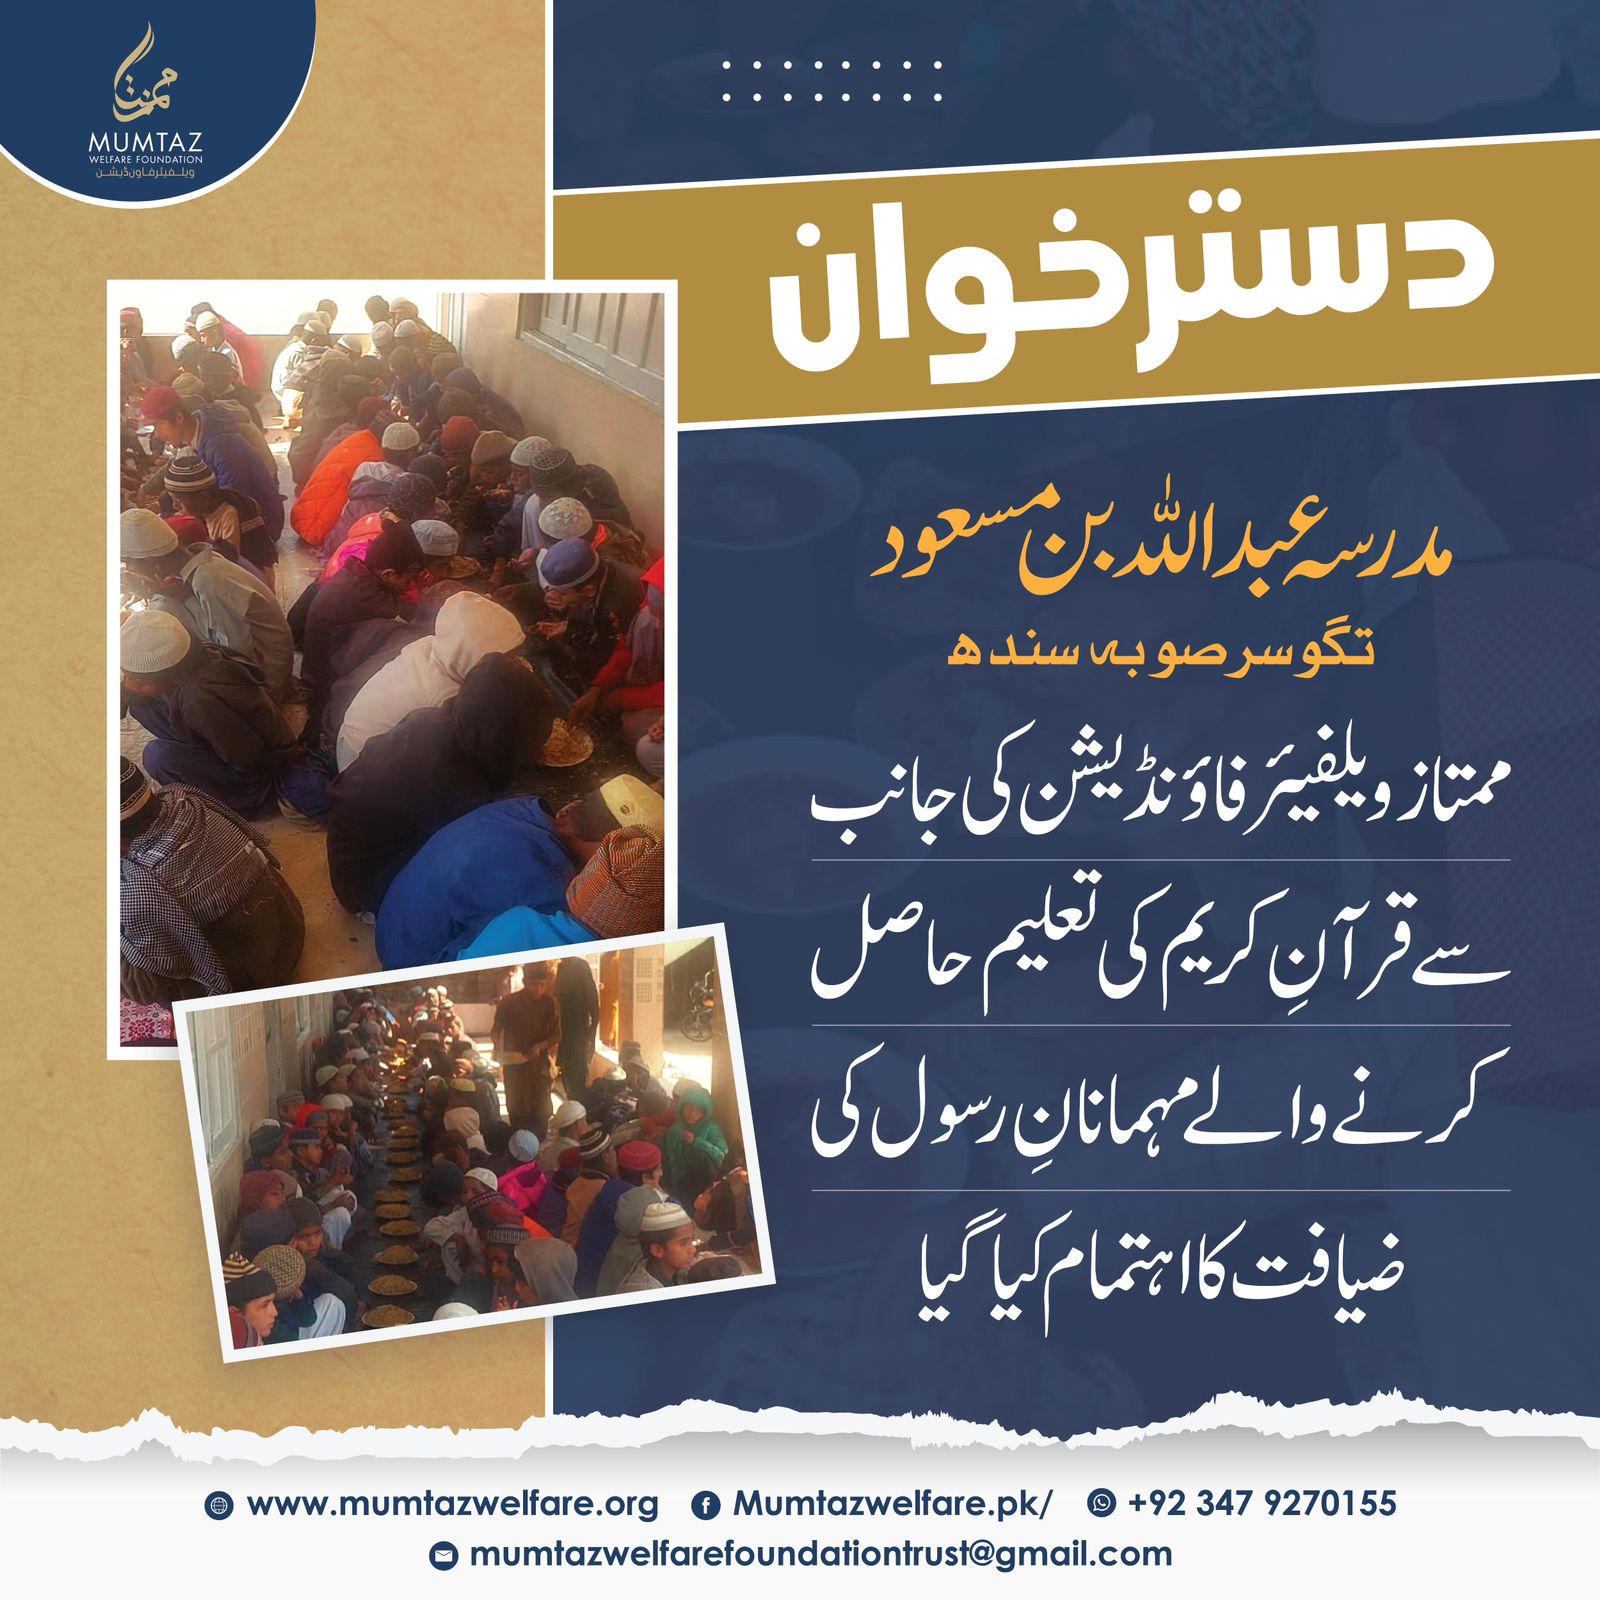 ممتاز
MUMTAZ
WELFARE FOUNDATION
ویلفیئرفاونڈیشن
دسترخوان
مدرسہ عبداللہ بن مسعود
تگوسر صوبہ سندھ
ممتاز ویلفیئر فاؤنڈیشن کی جانب
سے قرآنِ کریم کی تعلیم حاصل
کرنے والے مہمانانِ رسول کی
ضیافت کا اہتمام کیا گیا
www.mumtazwelfare.org Mumtazwelfare.pk/ +92 347 9270155
mumtazwelfarefoundationtrust@gmail.com